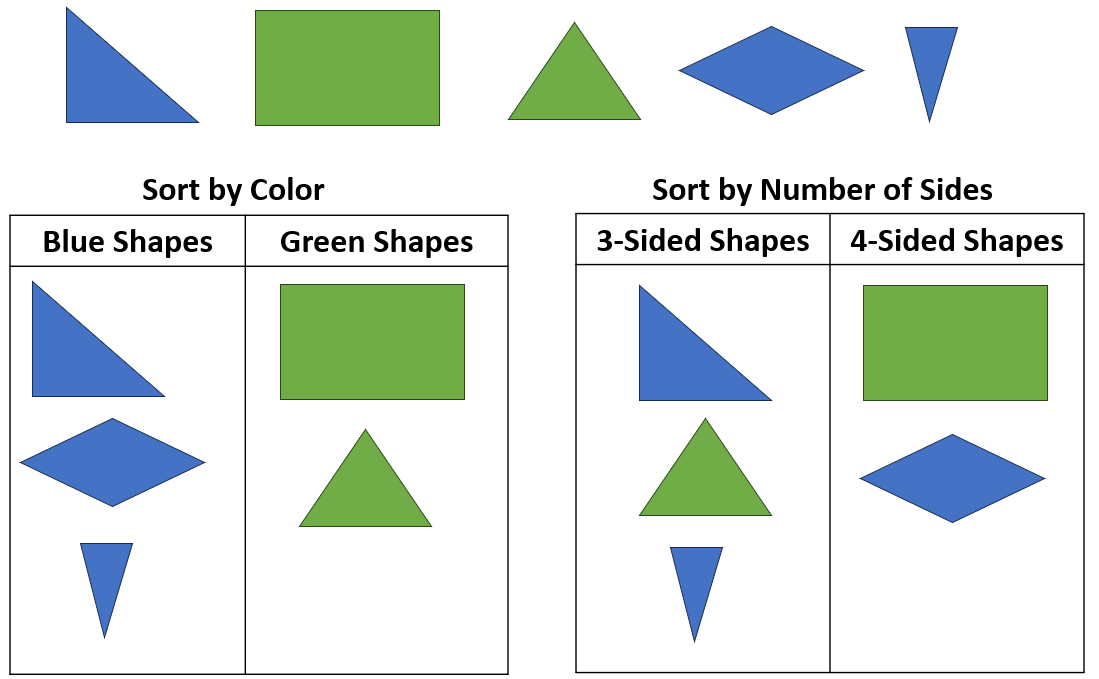 Sort by Color
Blue Shapes
Green Shapes
Sort by Number of Sides
3-Sided Shapes
4-Sided Shapes